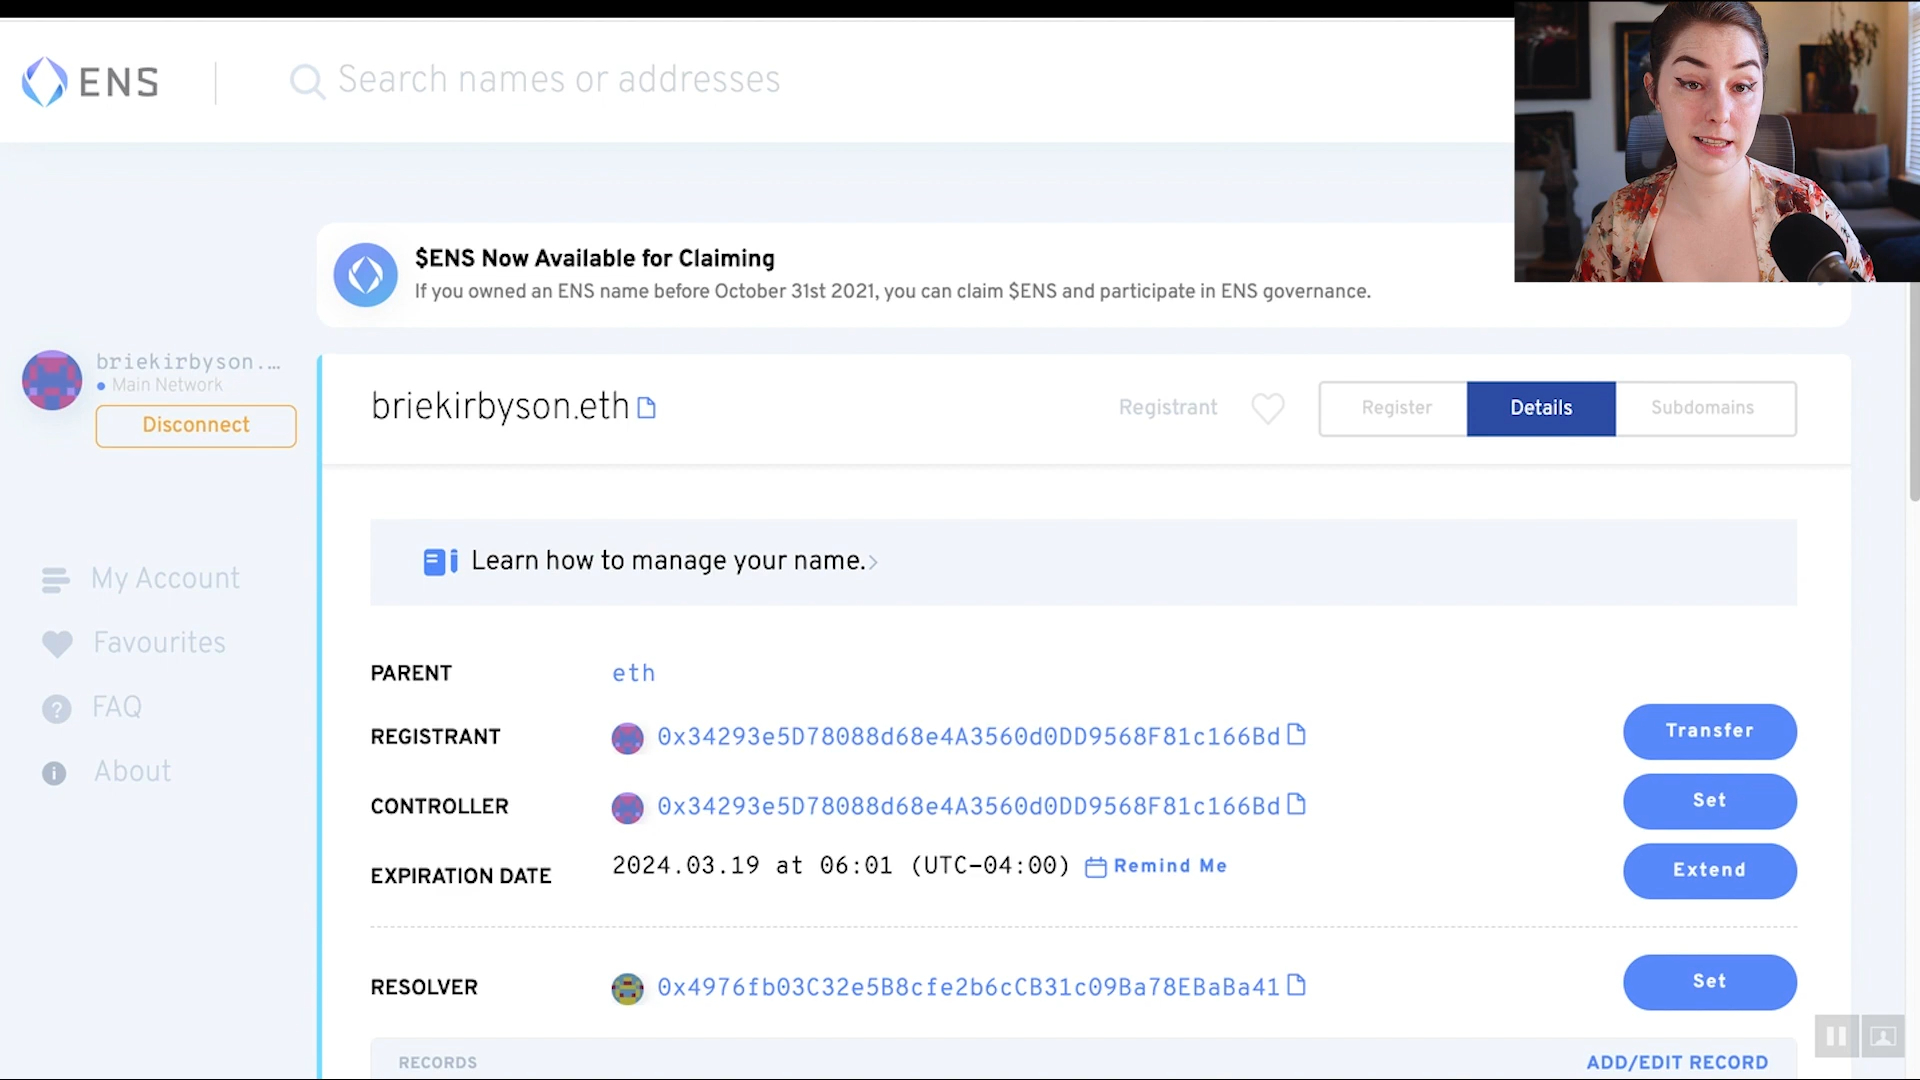 ENS
Search names or addresses
$ENS Now Available for Claiming
If you owned an ENS name before October 31st 2021, you can claim $ENS and participate in ENS governance.
briekirbyson....
Main Network
Disconnect
briekirbyson.eth
Registrant
Register
Details
Subdomains
My Account
Favourites
FAQ
About
Learn how to manage your name.
PARENT
eth
REGISTRANT
0x34293e5D78088d68e4A3560d0DD9568F81c166Bd
Transfer
CONTROLLER
0x34293e5D78088d68e4A3560d0DD9568F81c166Bd
Set
EXPIRATION DATE
2024.03.19 at 06:01 (UTC-04:00)
Remind Me
Extend
RESOLVER
0x4976fb03C32e5B8cfe2b6cCB31c09Ba78EBaBa41
Set
RECORDS
ADD/EDIT RECORD